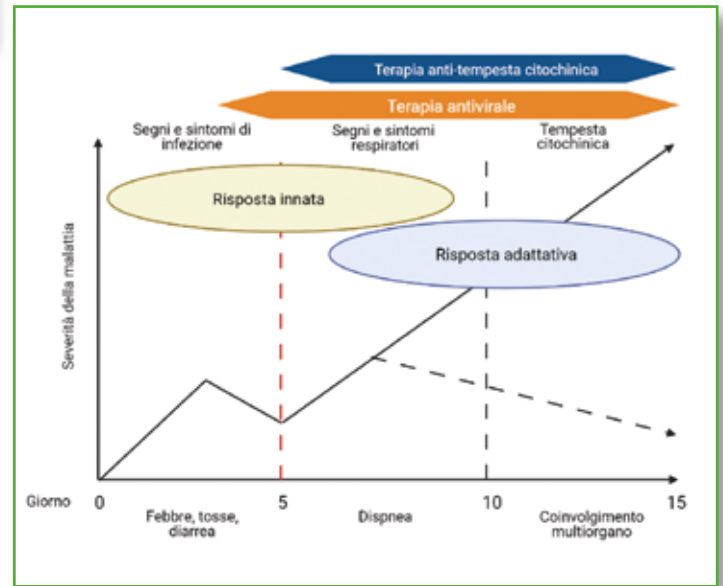 Terapia anti-tempesta citochinica
Terapia antivirale
Segni e sintomi di
infezione
Segni e sintomi
respiratori
Tempesta
citochinica
Risposta innata
Risposta adattativa
Severità della malattia
Giorno 0 5 10 15
Febbre, tosse,
diarrea
Dispnea
Coinvolgimento
multiorgano